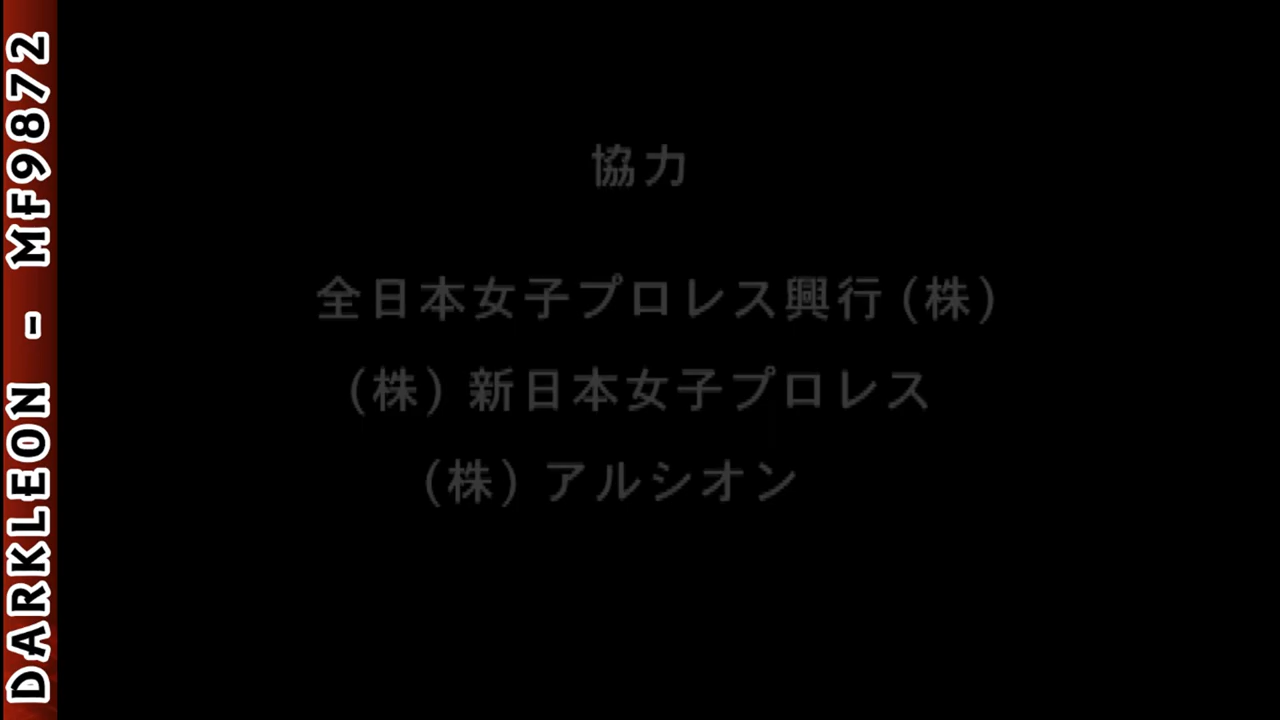 DARKLEON - MF9872
協力
全日本女子プロレス興行(株)
(株)新日本女子プロレス
(株)アルシオン